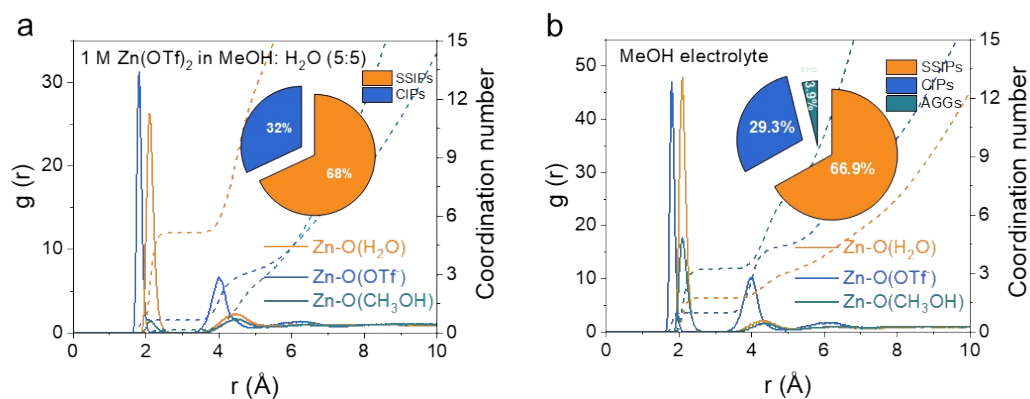 a
1 M Zn(OTf)₂ in MeOH: H₂O (5:5)
SSIPs
CIPs
32%
68%
Zn-O(H₂O)
Zn-O(OTf)
Zn-O(CH₃OH)
g (r)
0
10
20
30
Coordination number
0
3
6
9
12
15
0 2 4 6 8 10
r (Å)
b
MeOH electrolyte
SSIPs
CIPs
AGGs
3.9%
29.3%
66.9%
Zn-O(H₂O)
Zn-O(OTf)
Zn-O(CH₃OH)
g (r)
0
10
20
30
40
50
Coordination number
0
3
6
9
12
15
0 2 4 6 8 10
r (Å)